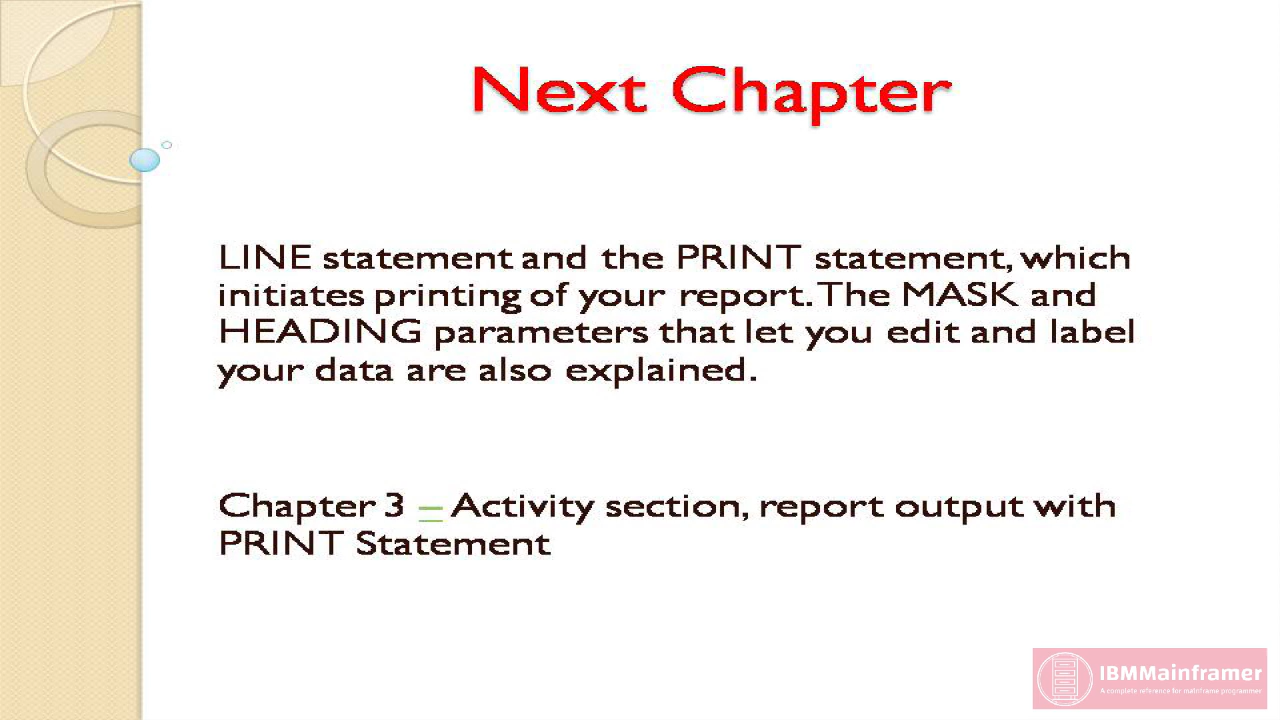 Next Chapter
LINE statement and the PRINT statement, which
initiates printing of your report. The MASK and
HEADING parameters that let you edit and label
your data are also explained.
Chapter 3 – Activity section, report output with
PRINT Statement
IBMMainframer
A complete reference for mainframe programmer